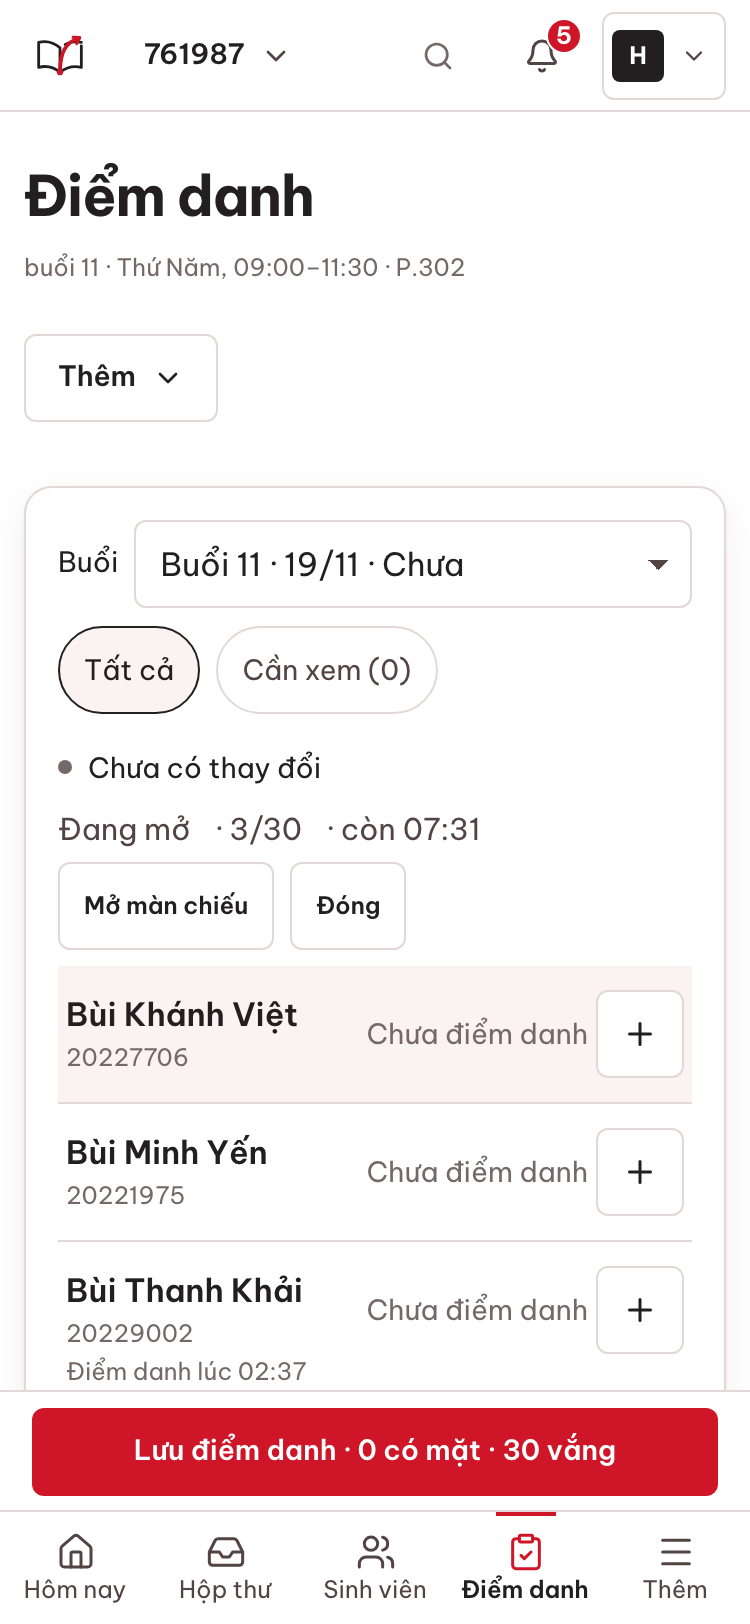 761987
5
H
Điểm danh
buổi 11 · Thứ Năm, 09:00–11:30 · P.302
Thêm
Buổi
Buổi 11 · 19/11 · Chưa
Tất cả
Cần xem (0)
Chưa có thay đổi
Đang mở · 3/30 · còn 07:31
Mở màn chiếu
Đóng
Bùi Khánh Việt
20227706
Chưa điểm danh
Bùi Minh Yến
20221975
Chưa điểm danh
Bùi Thanh Khải
20229002
Điểm danh lúc 02:37
Chưa điểm danh
Lưu điểm danh · 0 có mặt · 30 vắng
Hôm nay
Hộp thư
Sinh viên
Điểm danh
Thêm